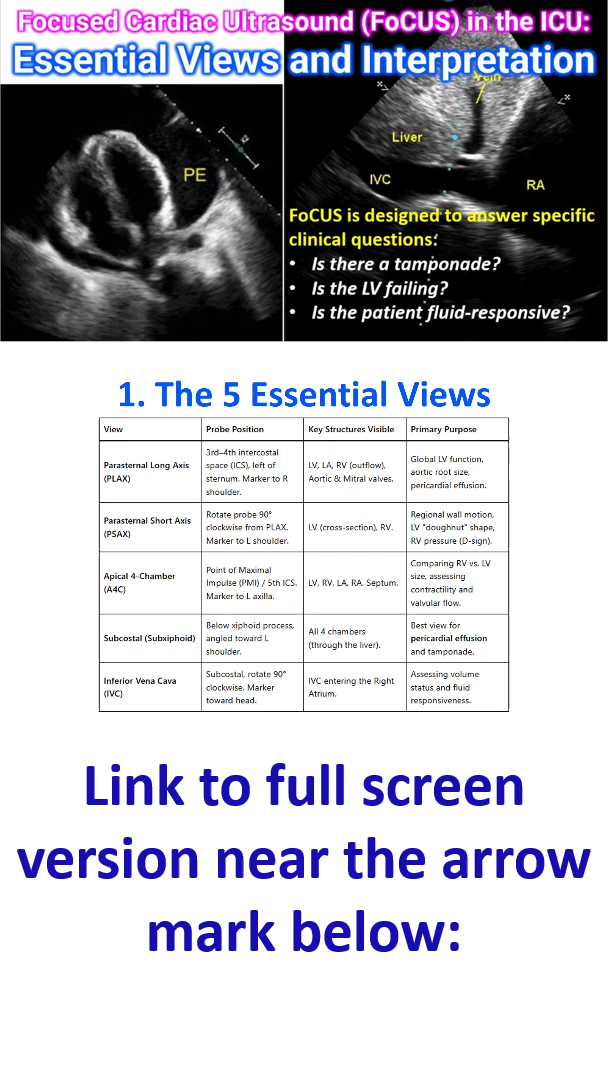 Focused Cardiac Ultrasound (FoCUS) in the ICU:
Essential Views and Interpretation
Vein
Liver
PE
IVC
RA
FoCUS is designed to answer specific
clinical questions:
• Is there a tamponade?
• Is the LV failing?
• Is the patient fluid-responsive?
1. The 5 Essential Views
View Probe Position Key Structures Visible Primary Purpose
Parasternal Long Axis
(PLAX)
3rd–4th intercostal
space (ICS), left of
sternum. Marker to R
shoulder.
LV, LA, RV (outflow),
Aortic & Mitral valves.
Global LV function,
aortic root size,
pericardial effusion.
Parasternal Short Axis
(PSAX)
Rotate probe 90°
clockwise from PLAX.
Marker to L shoulder.
LV (cross-section), RV.
Regional wall motion,
LV "doughnut" shape,
RV pressure (D-sign).
Apical 4-Chamber
(A4C)
Point of Maximal
Impulse (PMI) / 5th ICS.
Marker to L axilla.
LV, RV, LA, RA, Septum.
Comparing RV vs. LV
size, assessing
contractility and
valvular flow.
Subcostal (Subxiphoid)
Below xiphoid process,
angled toward L
shoulder.
All 4 chambers
(through the liver).
Best view for
pericardial effusion
and tamponade.
Inferior Vena Cava
(IVC)
Subcostal, rotate 90°
clockwise. Marker
toward head.
IVC entering the Right
Atrium.
Assessing volume
status and fluid
responsiveness.
Link to full screen
version near the arrow
mark below: